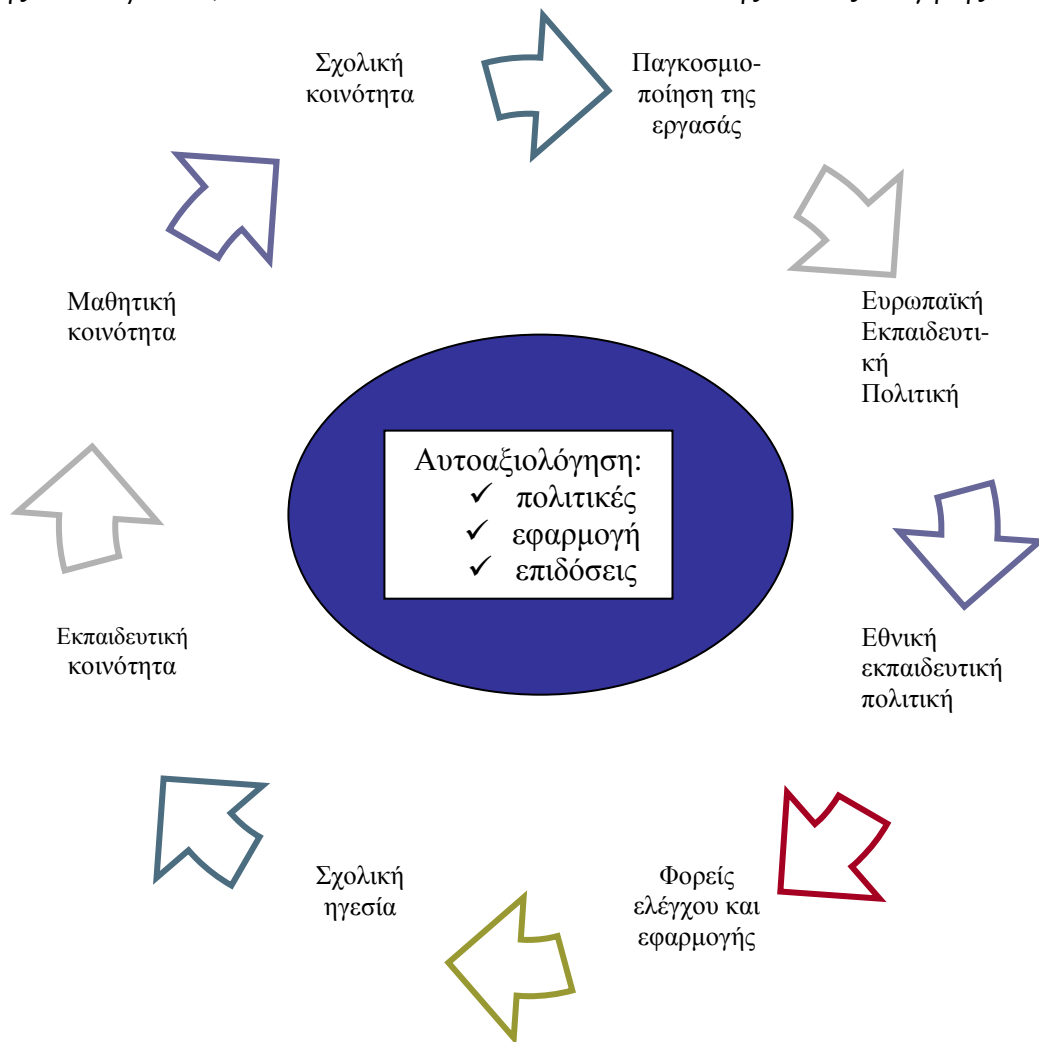 Σχολική
κοινότητα
Παγκοσμιο-
ποίηση της
εργασάς
Ευρωπαϊκή
Εκπαιδευτι-
κή
Πολιτική
Εθνική
εκπαιδευτική
πολιτική
Φορείς
ελέγχου και
εφαρμογής
Σχολική
ηγεσία
Εκπαιδευτική
κοινότητα
Μαθητική
κοινότητα
Αυτοαξιολόγηση:
✓ πολιτικές
✓ εφαρμογή
✓ επιδόσεις